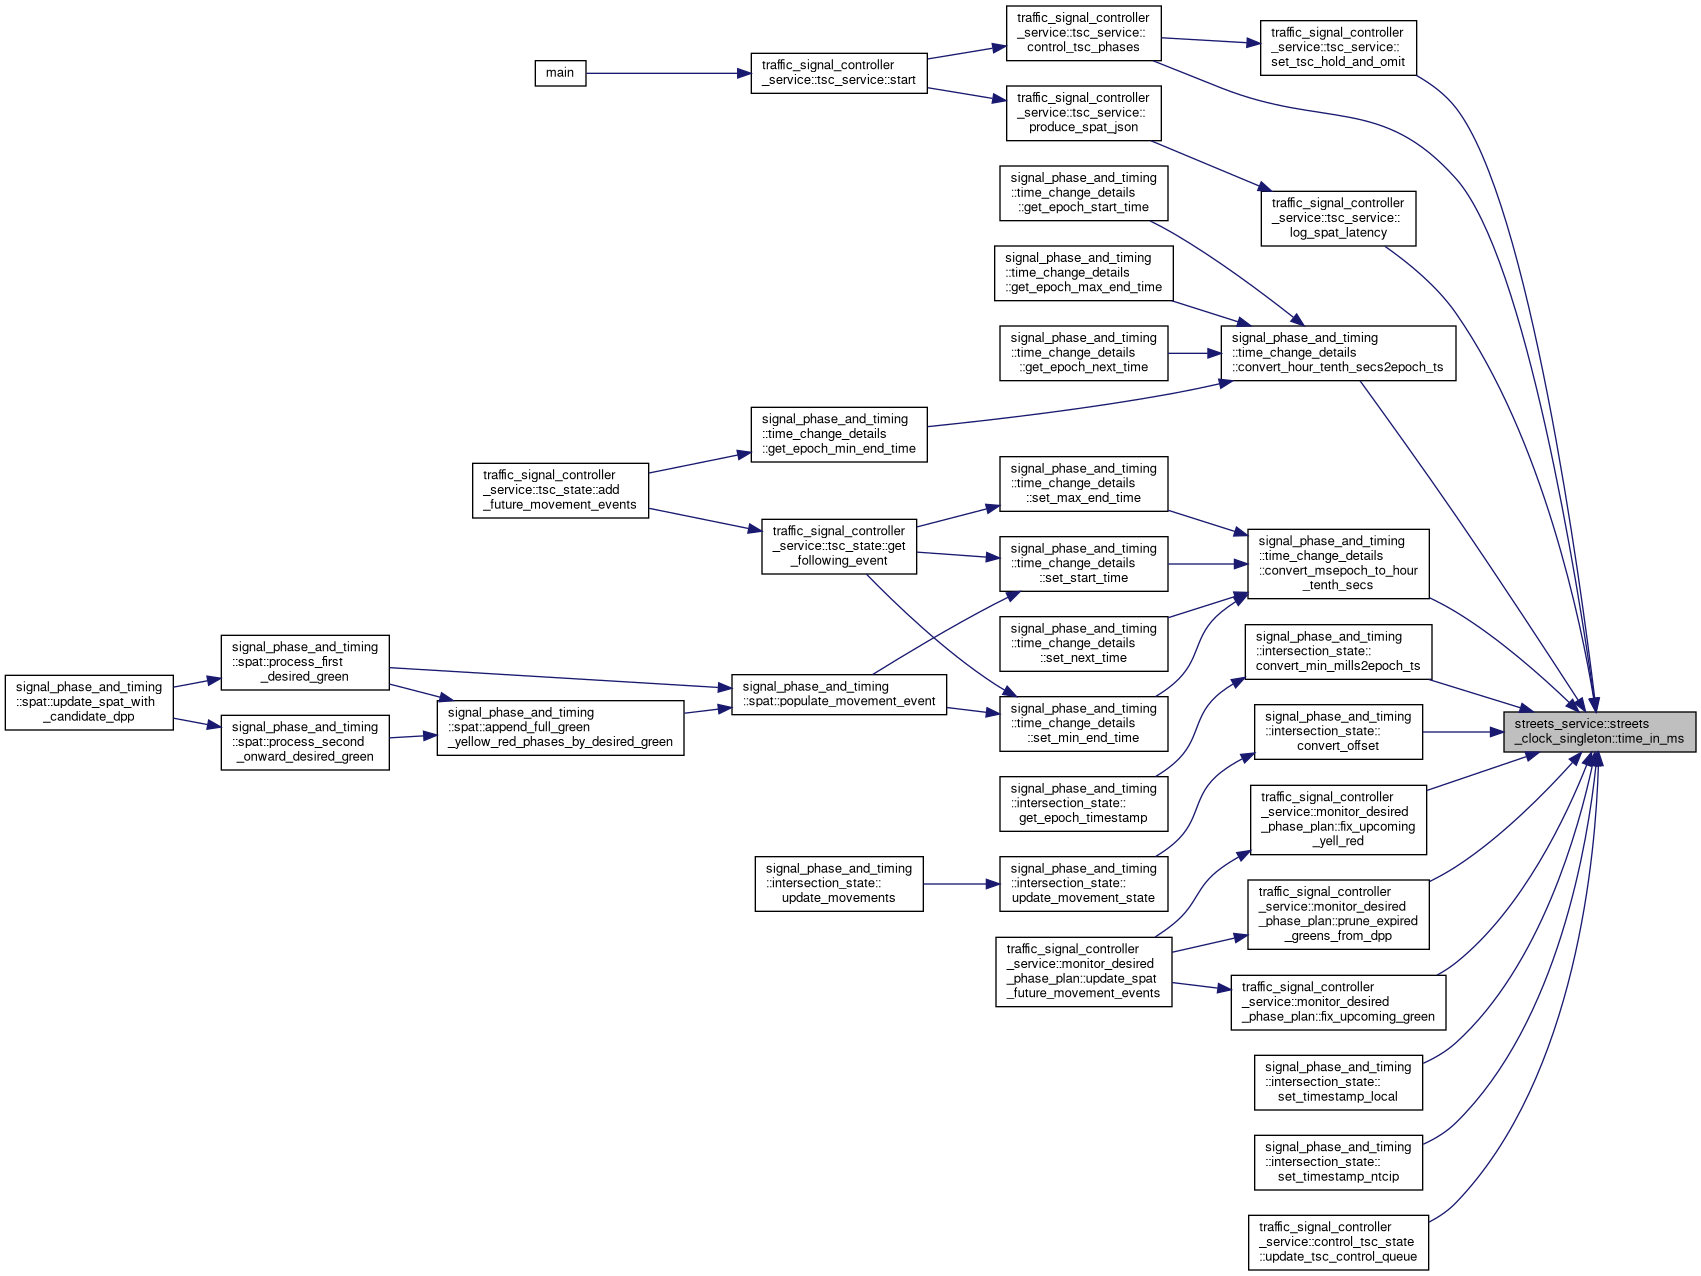 main
traffic_signal_controller
_service::tsc_service::start
traffic_signal_controller
_service::tsc_service::
control_tsc_phases
traffic_signal_controller
_service::tsc_service::
set_tsc_hold_and_omit
traffic_signal_controller
_service::tsc_service::
produce_spat_json
signal_phase_and_timing
::time_change_details
::get_epoch_start_time
traffic_signal_controller
_service::tsc_service::
log_spat_latency
signal_phase_and_timing
::time_change_details
::get_epoch_max_end_time
signal_phase_and_timing
::time_change_details
::get_epoch_next_time
signal_phase_and_timing
::time_change_details
::convert_hour_tenth_secs2epoch_ts
signal_phase_and_timing
::time_change_details
::get_epoch_min_end_time
traffic_signal_controller
_service::tsc_state::add
_future_movement_events
signal_phase_and_timing
::time_change_details
::set_max_end_time
traffic_signal_controller
_service::tsc_state::get
_following_event
signal_phase_and_timing
::time_change_details
::set_start_time
signal_phase_and_timing
::time_change_details
::convert_msepoch_to_hour
_tenth_secs
signal_phase_and_timing
::time_change_details
::set_next_time
signal_phase_and_timing
::intersection_state::
convert_min_mills2epoch_ts
signal_phase_and_timing
::spat::process_first
_desired_green
signal_phase_and_timing
::spat::update_spat_with
_candidate_dpp
signal_phase_and_timing
::spat::populate_movement_event
signal_phase_and_timing
::spat::append_full_green
_yellow_red_phases_by_desired_green
signal_phase_and_timing
::spat::process_second
_onward_desired_green
signal_phase_and_timing
::time_change_details
::set_min_end_time
signal_phase_and_timing
::intersection_state::
convert_offset
streets_service::streets
_clock_singleton::time_in_ms
signal_phase_and_timing
::intersection_state::
get_epoch_timestamp
traffic_signal_controller
_service::monitor_desired
_phase_plan::fix_upcoming
_yell_red
signal_phase_and_timing
::intersection_state::
update_movements
signal_phase_and_timing
::intersection_state::
update_movement_state
traffic_signal_controller
_service::monitor_desired
_phase_plan::prune_expired
_greens_from_dpp
traffic_signal_controller
_service::monitor_desired
_phase_plan::update_spat
_future_movement_events
traffic_signal_controller
_service::monitor_desired
_phase_plan::fix_upcoming_green
signal_phase_and_timing
::intersection_state::
set_timestamp_local
signal_phase_and_timing
::intersection_state::
set_timestamp_ntcip
traffic_signal_controller
_service::control_tsc_state
::update_tsc_control_queue